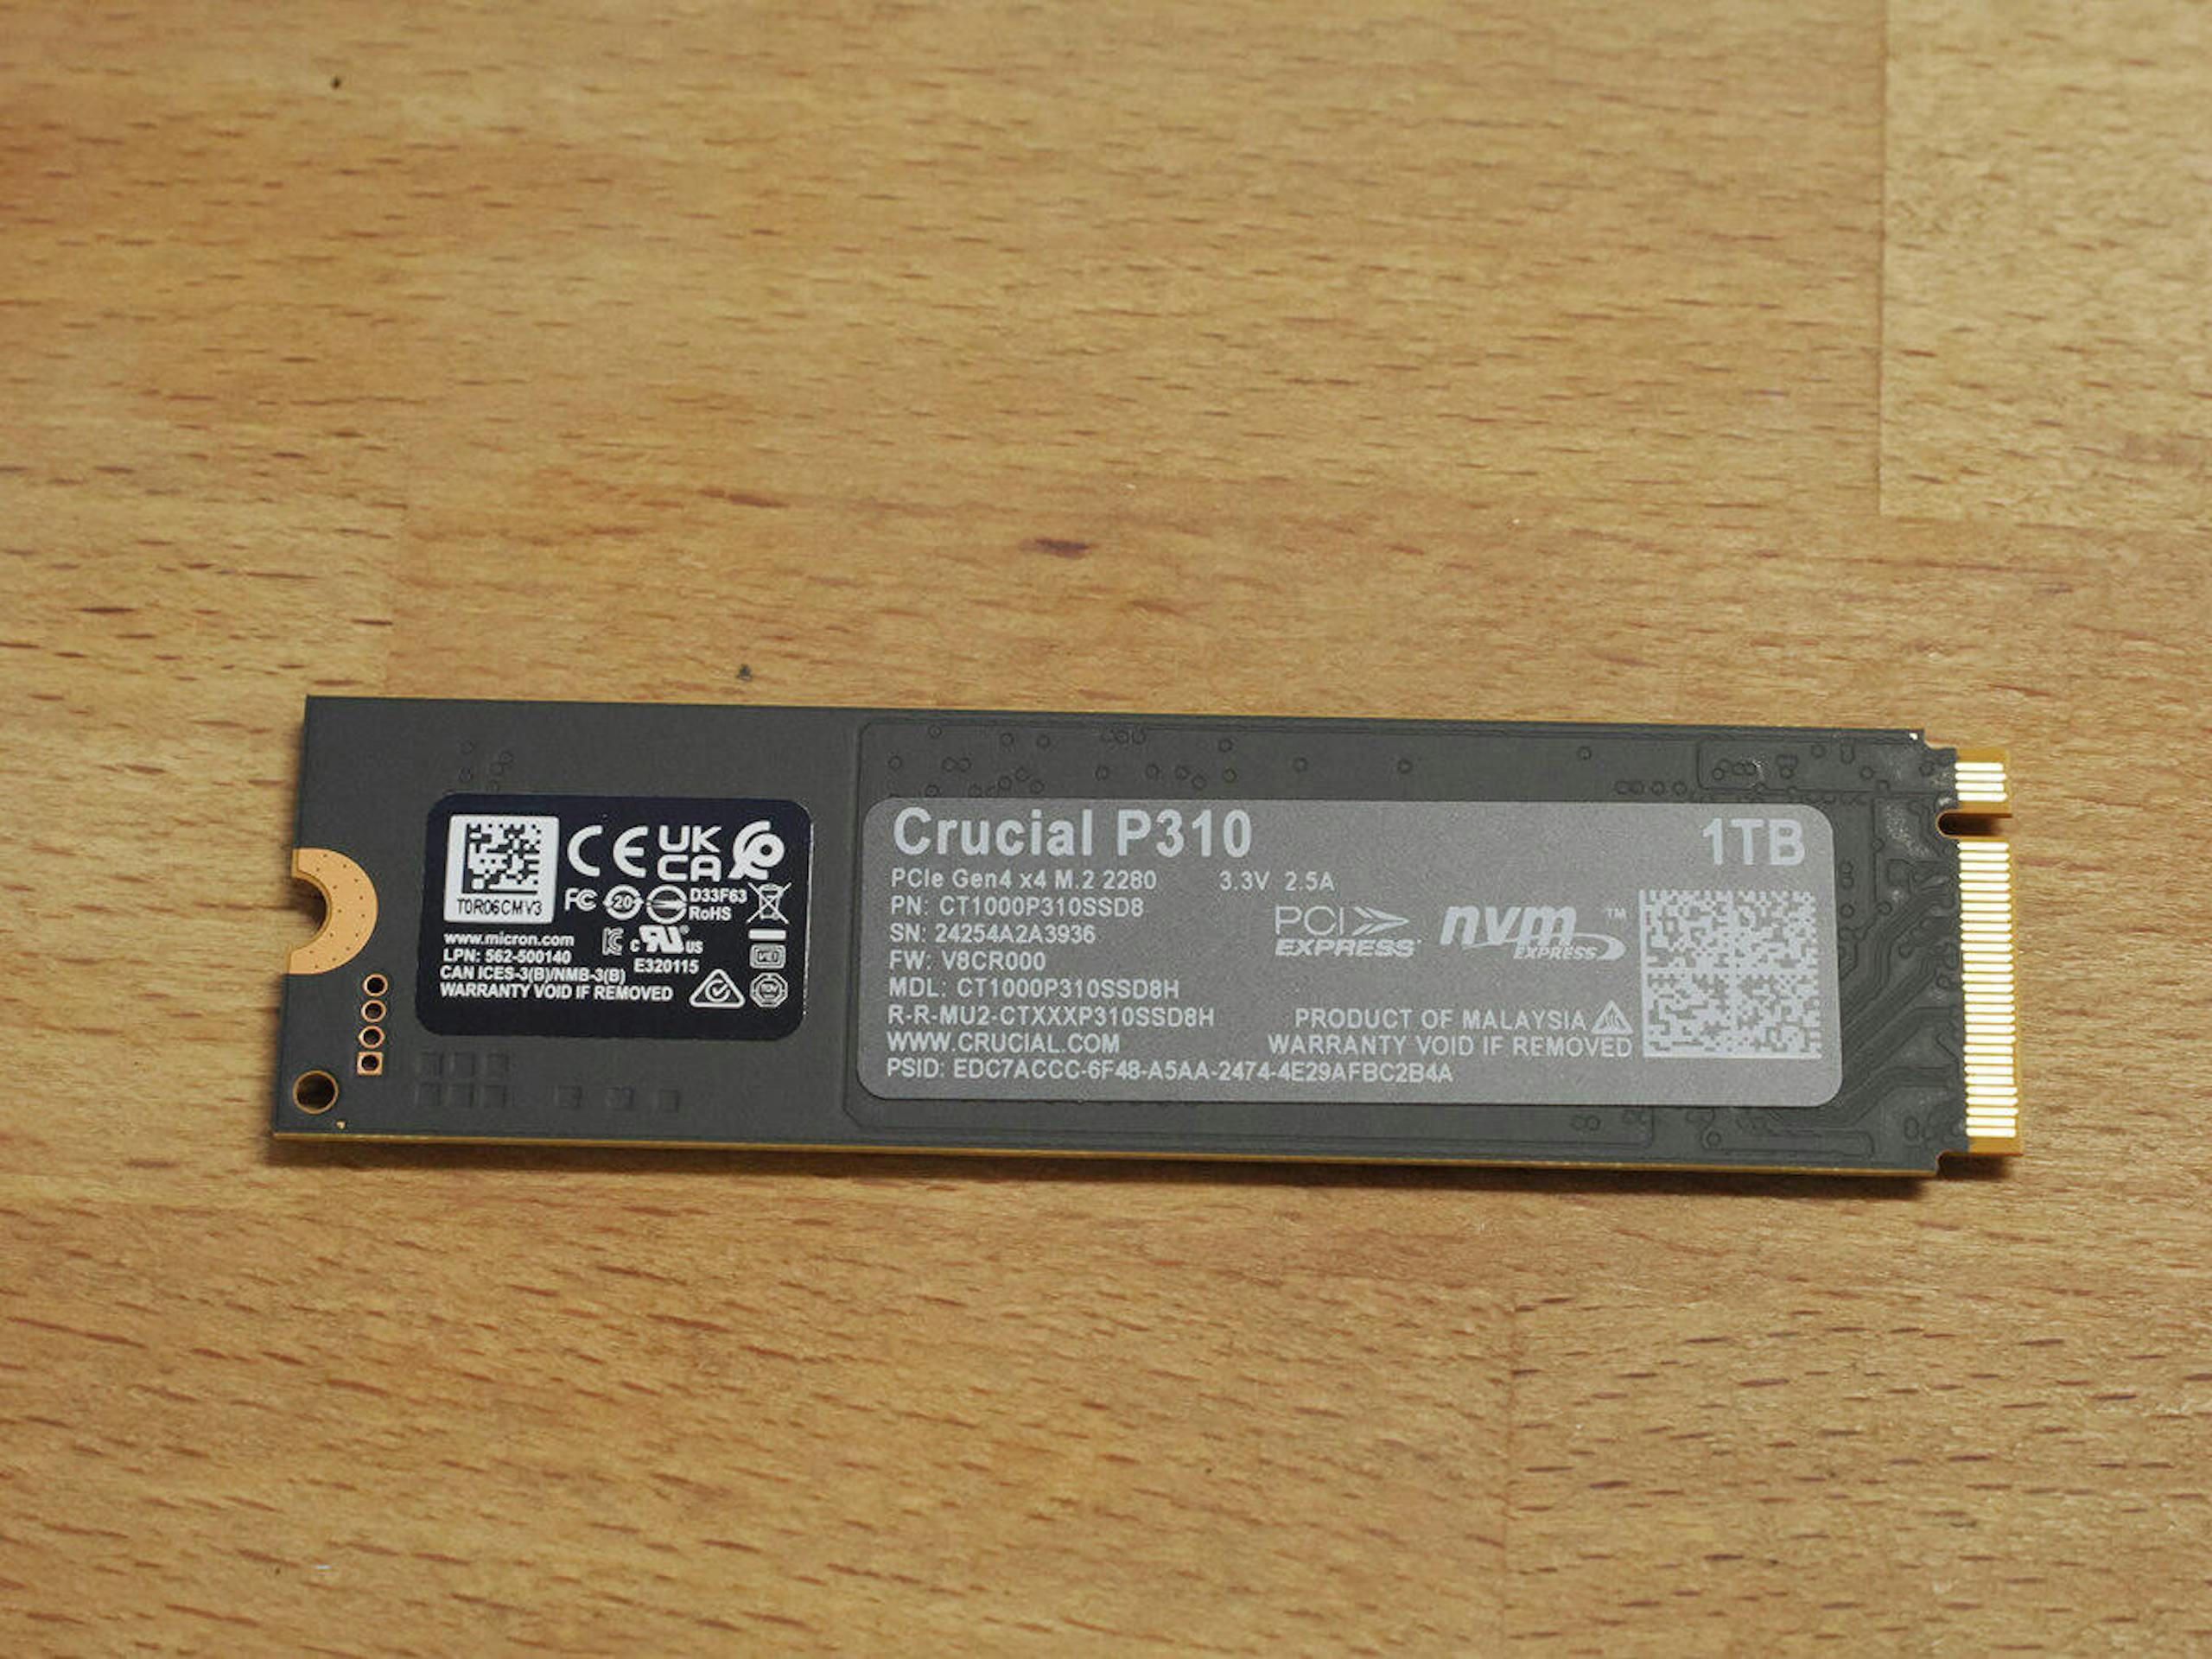 T0R06CMV3
CE UK CA
FC 20 D33F63
RoHS
www.micron.com
LPN: 562-500140
c UL® US
CAN ICES-3(B)/NMB-3(B) E320115
WARRANTY VOID IF REMOVED
Crucial P310 1TB
PCIe Gen4 x4 M.2 2280 3.3V 2.5A
PN: CT1000P310SSD8
SN: 24254A2A3936
FW: V8CR000
PCI EXPRESS nvm EXPRESS ™
MDL: CT1000P310SSD8H
R-R-MU2-CTXXXP310SSD8H PRODUCT OF MALAYSIA
WWW.CRUCIAL.COM WARRANTY VOID IF REMOVED
PSID: EDC7ACCC-6F48-A5AA-2474-4E29AFBC2B4A